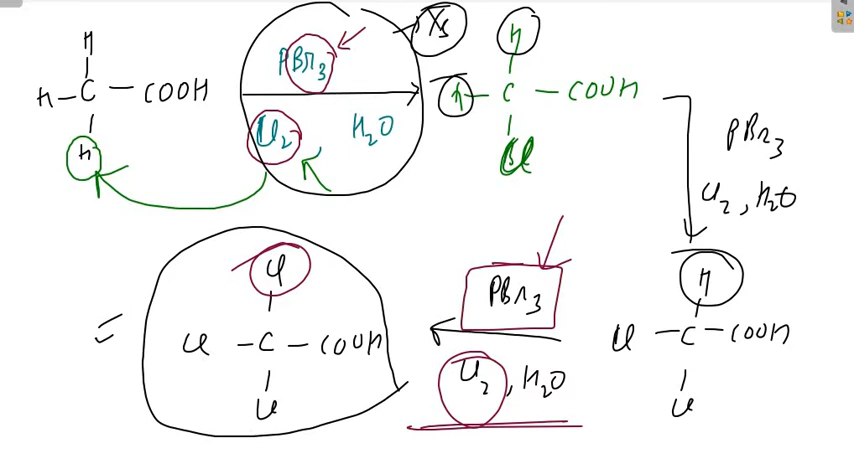 H
H–C–COOH
H
PBr3
Cl2 H2O
Xs
H
H–C–COOH
Cl
PBr3
Cl2, H2O
H
Cl–C–COOH
Cl
PBr3
Cl2, H2O
=
Cl
Cl–C–COOH
Cl